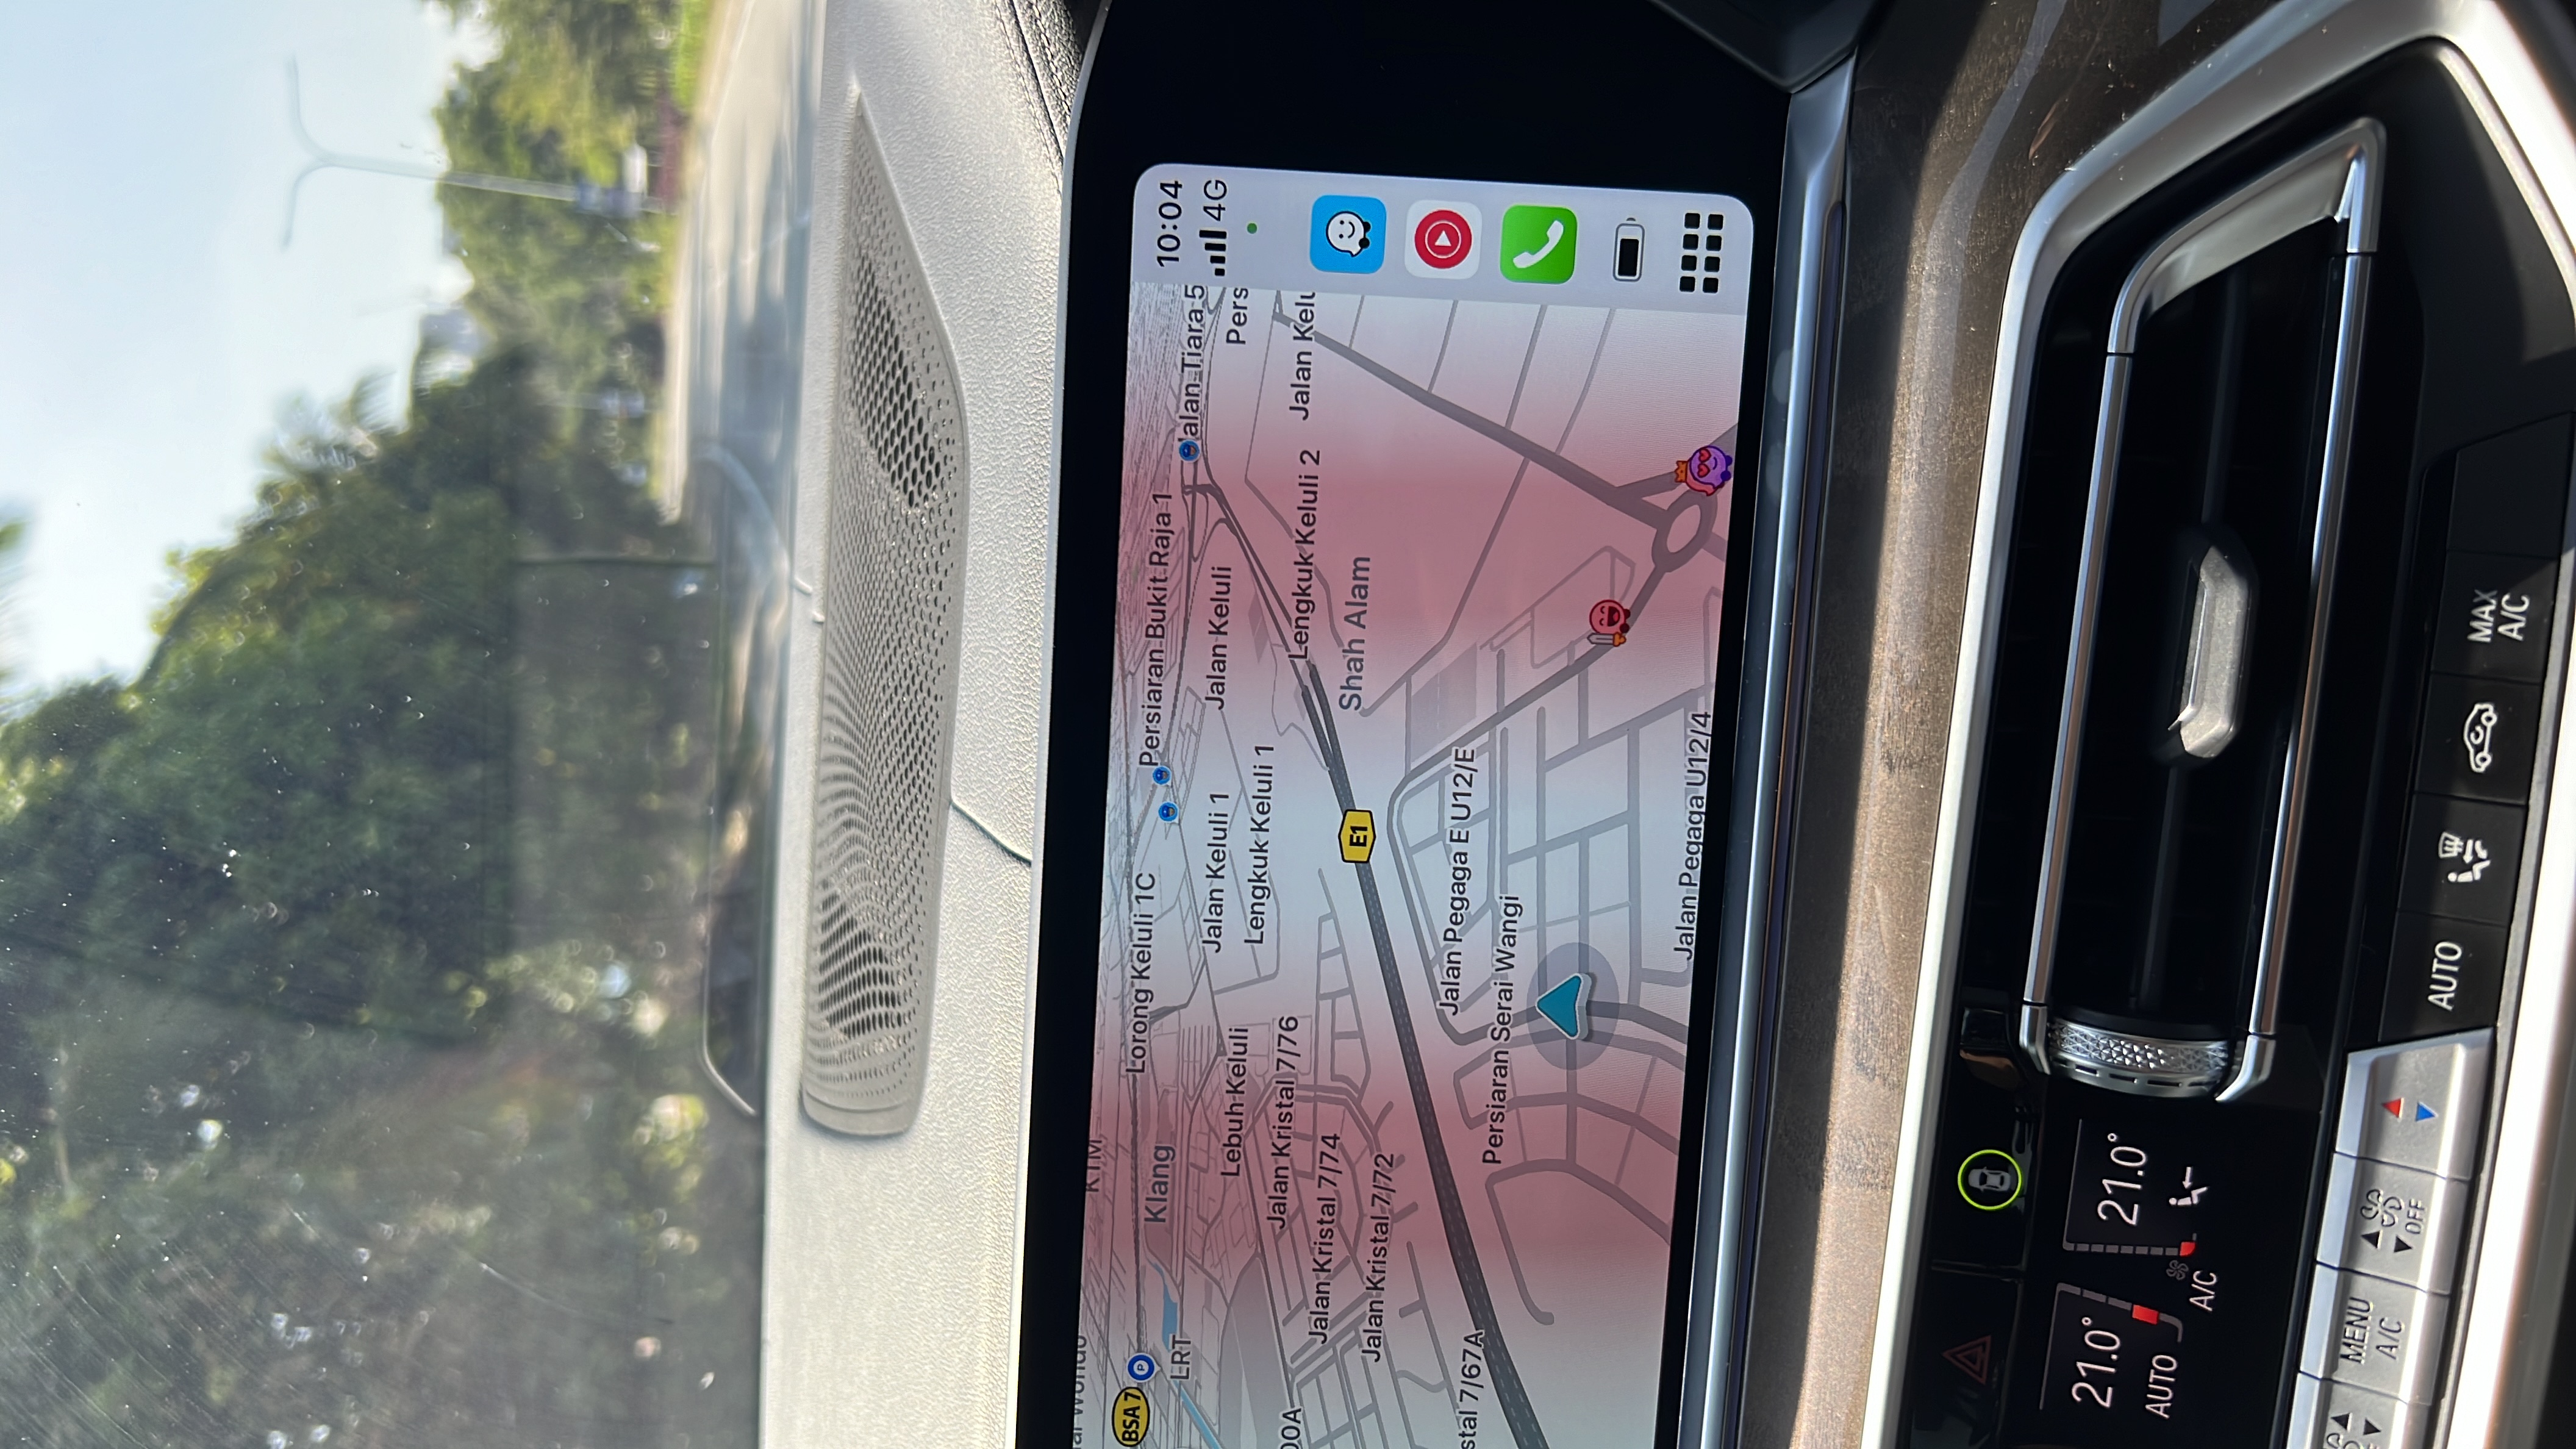 KTM
BSA 7
P
LRT
Klang
Lorong Keluli 1C
Persiaran Bukit Raja 1
Jalan Tiara 5
10:04
4G
Jalan Keluli 1
Jalan Keluli
Pers
Lebuh Keluli
Lengkuk Keluli 1
00A
Jalan Kristal 7/76
Lengkuk Keluli 2
Jalan Kelu
Jalan Kristal 7/74
E1
Shah Alam
Jalan Kristal 7/72
Jalan Pegaga E U12/E
stal 7/67A
Persiaran Serai Wangi
Jalan Pegaga U12/4
21.0°
AUTO
A/C
21.0°
MENU
A/C
OFF
AUTO
MAX
A/C